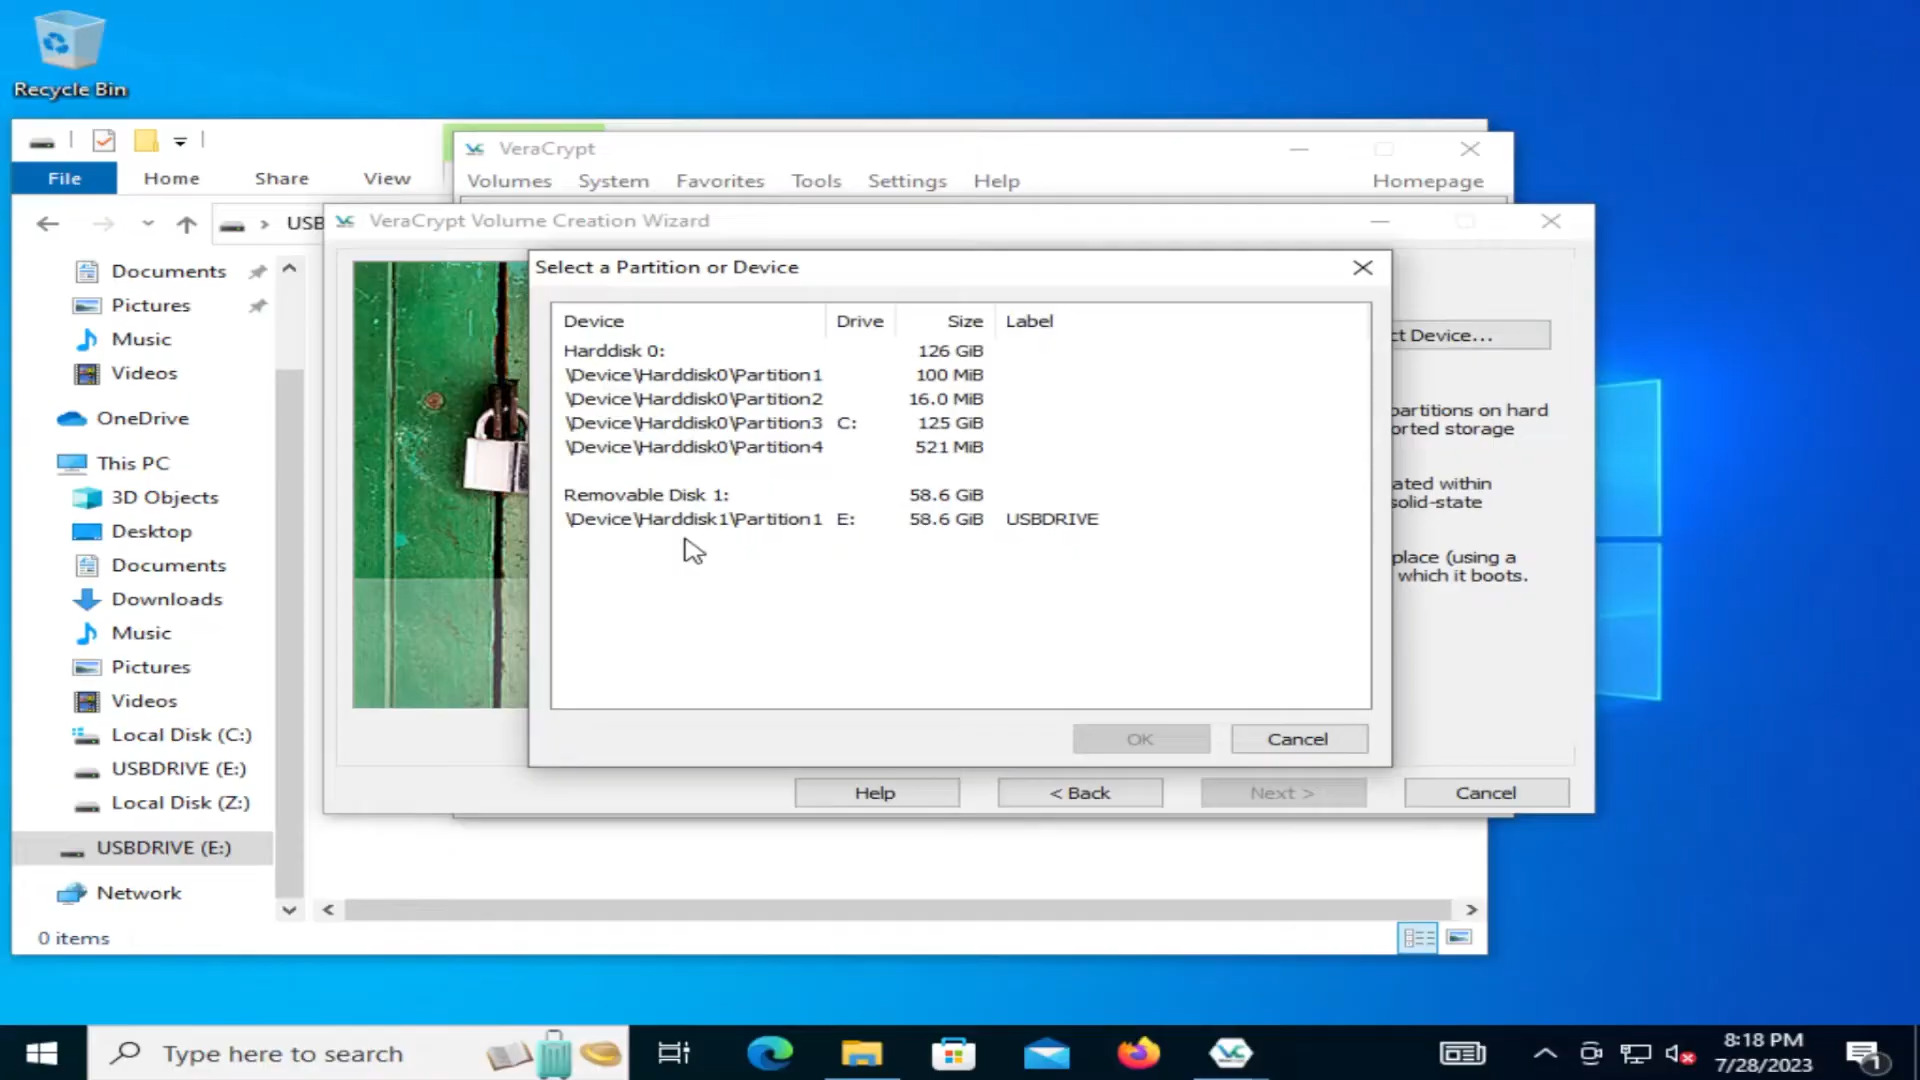 Recycle Bin
File
Home
Share
View
USB
Documents
Pictures
Music
Videos
OneDrive
This PC
3D Objects
Desktop
Documents
Downloads
Music
Pictures
Videos
Local Disk (C:)
USBDRIVE (E:)
Local Disk (Z:)
USBDRIVE (E:)
Network
0 items
VeraCrypt
Volumes System Favorites Tools Settings Help Homepage
VeraCrypt Volume Creation Wizard
ct Device...
partitions on hard
orted storage
ated within
solid-state
place (using a
which it boots.
Select a Partition or Device
Device Drive Size Label
Harddisk 0: 126 GiB
\Device\Harddisk0\Partition1 100 MiB
\Device\Harddisk0\Partition2 16.0 MiB
\Device\Harddisk0\Partition3 C: 125 GiB
\Device\Harddisk0\Partition4 521 MiB
Removable Disk 1: 58.6 GiB
\Device\Harddisk1\Partition1 E: 58.6 GiB USBDRIVE
OK Cancel
Help < Back Next > Cancel
Type here to search
8:18 PM
7/28/2023
1